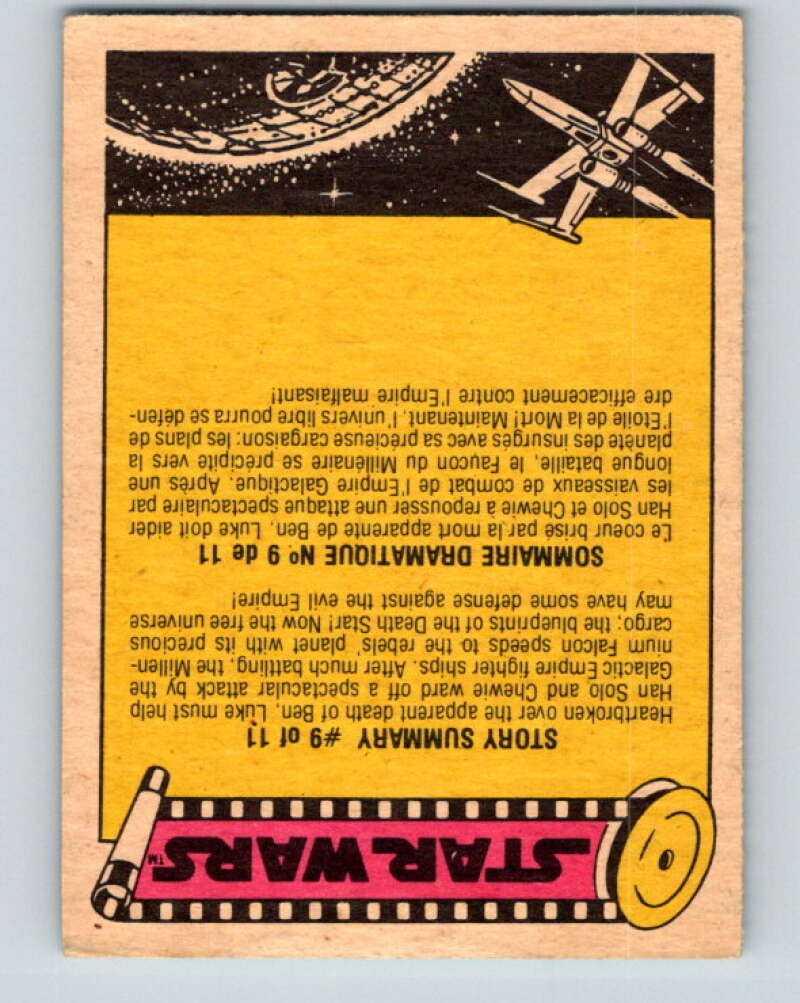 STAR WARS™
STORY SUMMARY #9 of 11
Heartbroken over the apparent death of Ben, Luke must help
Han Solo and Chewie ward off a spectacular attack by the
Galactic Empire fighter ships. After much battling, the Millen-
nium Falcon speeds to the rebels' planet with its precious
cargo; the blueprints of the Death Star! Now the free universe
may have some defense against the evil Empire!
SOMMAIRE DRAMATIQUE Nº 9 de 11
Le coeur brisé par la mort apparente de Ben, Luke doit aider
Han Solo et Chewie à repousser une attaque spectaculaire par
les vaisseaux de combat de l'Empire Galactique. Après une
longue bataille, le Faucon du Millénaire se précipite vers la
planète des insurgés avec sa précieuse cargaison: les plans de
l'Etoile de la Mort! Maintenant, l'univers libre pourra se défen-
dre efficacement contre l'Empire malfaisant!